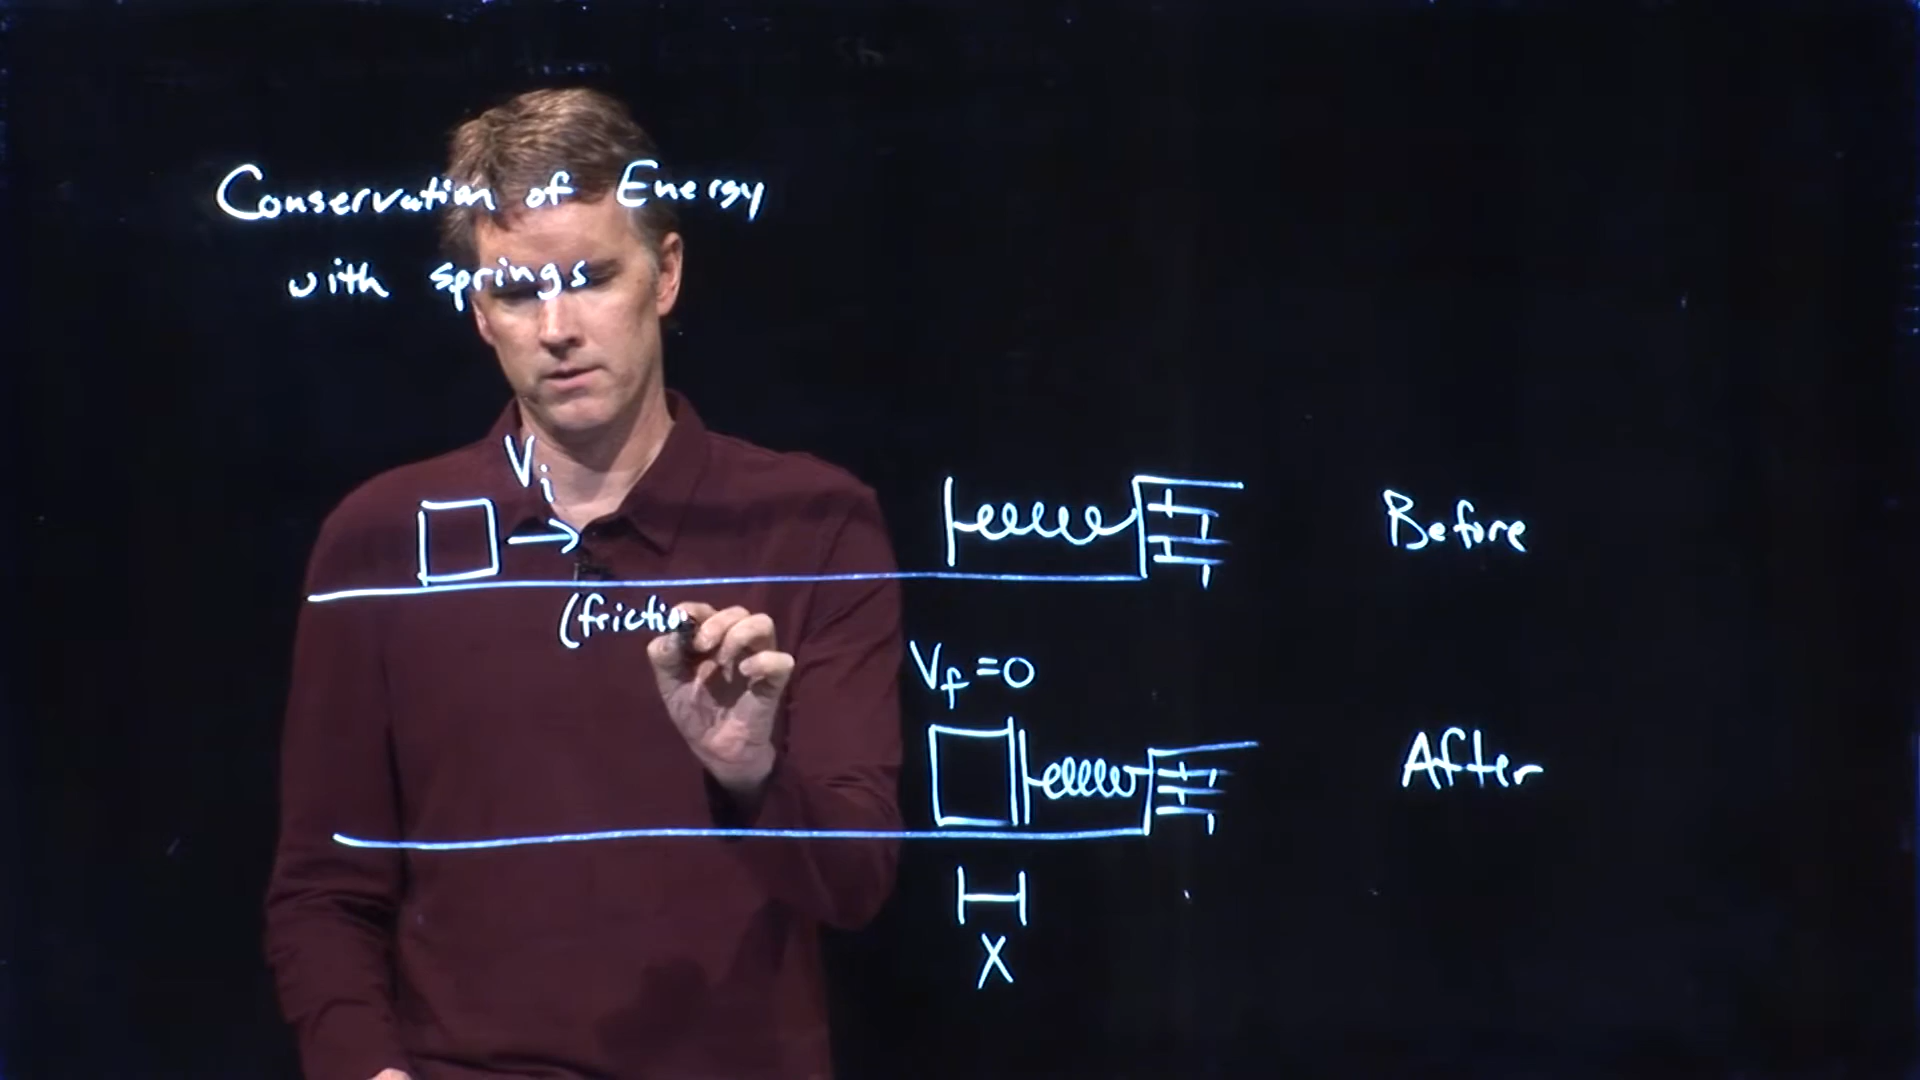 Conservation of Energy
with springs
Vi
Before
(frictio
Vf=0
After
X